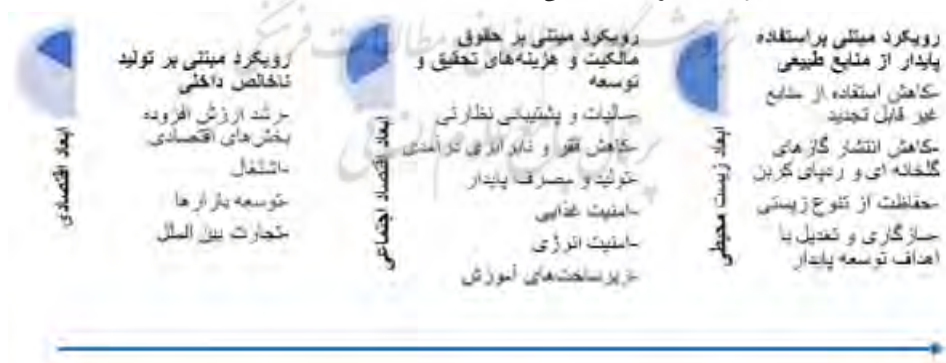 رویکرد مبتنی بر استفاده
پایدار از منابع طبیعی
-کاهش استفاده از منابع
غیر قابل تجدید
-کاهش انتشار گازهای
گلخانه ای و ردپای کربن
-حفاظت از تنوع زیستی
-سازگاری و تعدیل با
اهداف توسعه پایدار
ابعاد زیست محیطی
رویکرد مبتنی بر حقوق
مالکیت و هزینه‌های تحقیق و
توسعه
-مالیات و پشتیبانی نظارتی
-کاهش فقر و نابرابری درآمدی
-تولید و مصرف پایدار
-امنیت غذایی
-امنیت انرژی
-زیرساخت‌های آموزش
ابعاد اقتصاد اجتماعی
رویکرد مبتنی بر تولید
ناخالص داخلی
-رشد ارزش افزوده
بخش‌های اقتصادی
-اشتغال
-توسعه بازارها
-تجارت بین الملل
ابعاد اقتصادی